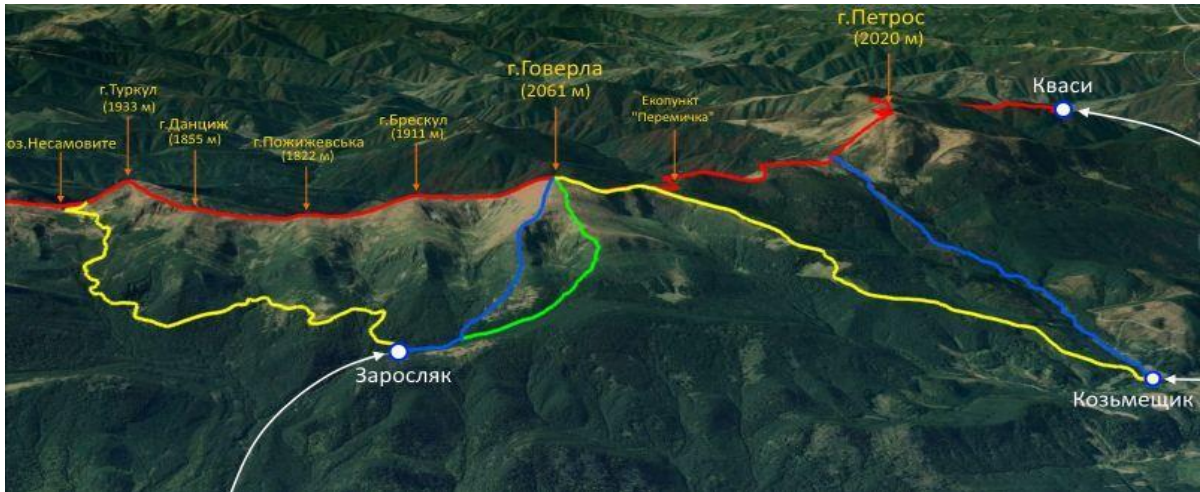 г.Петрос
(2020 м)
г.Говерла
(2061 м)
Кваси
г.Туркул
(1933 м)
Екопункт
"Перемичка"
г.Брескул
(1911 м)
г.Данциж
(1855 м)
оз.Несамовите
г.Пожижевська
(1822 м)
Заросляк
Козьмещик